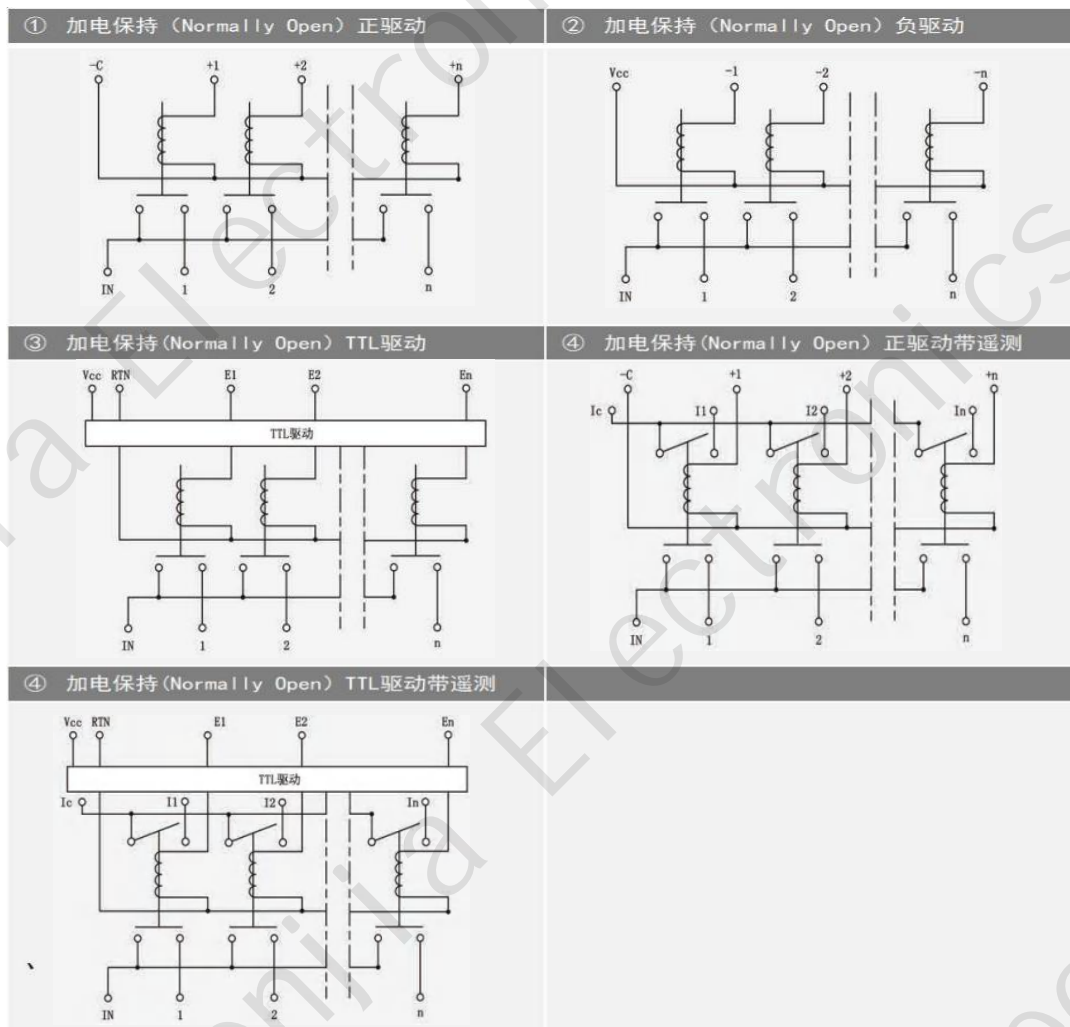 ① 加电保持（Normally Open）正驱动
-C +1 +2 +n
IN 1 2 n
② 加电保持（Normally Open）负驱动
Vcc -1 -2 -n
IN 1 2 n
③ 加电保持(Normally Open）TTL驱动
Vcc RTN E1 E2 En
TTL驱动
IN 1 2 n
④ 加电保持(Normally Open）正驱动带遥测
-C +1 +2 +n
Ic I1 I2 In
IN 1 2 n
④ 加电保持(Normally Open）TTL驱动带遥测
Vcc RTN E1 E2 En
TTL驱动
Ic I1 I2 In
、
IN 1 2 n